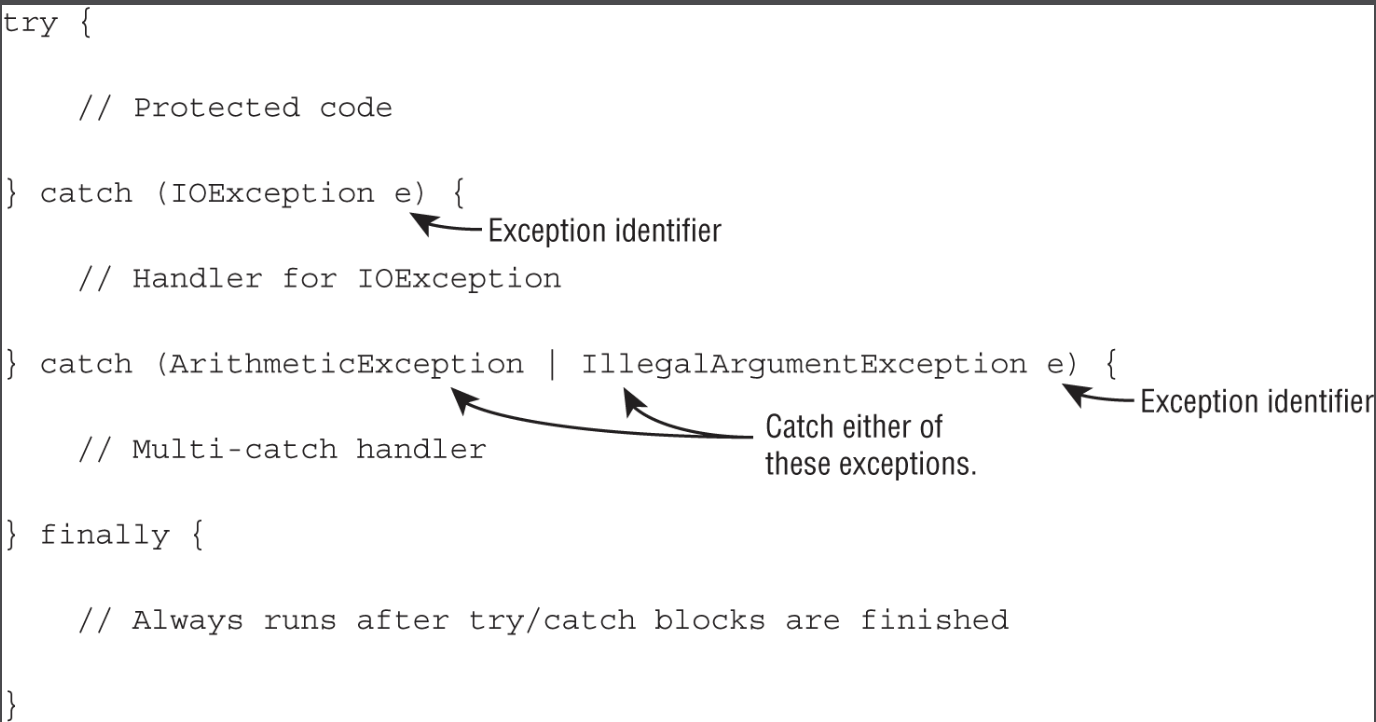 try {
// Protected code
} catch (IOException e) {
Exception identifier
// Handler for IOException
} catch (ArithmeticException | IllegalArgumentException e) {
Exception identifier
Catch either of
these exceptions.
// Multi-catch handler
} finally {
// Always runs after try/catch blocks are finished
}